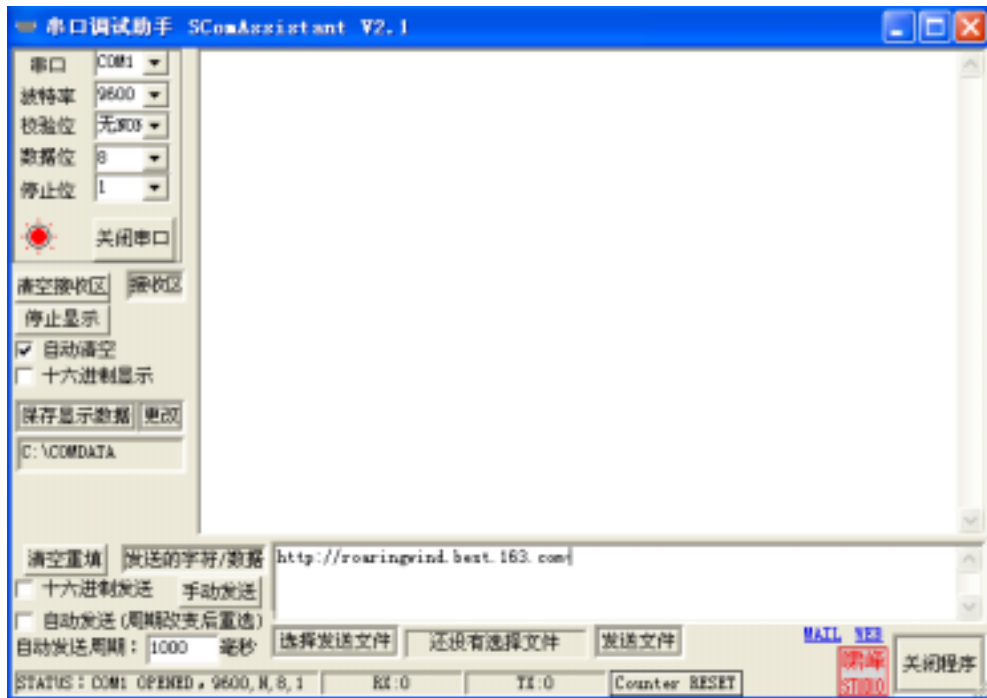 串口调试助手 SComAssistant V2.1
串口 COM1
波特率 9600
校验位 无NON
数据位 8
停止位 1
关闭串口
清空接收区 接收区
停止显示
自动清空
十六进制显示
保存显示数据 更改
C:\COMDATA
清空重填 发送的字符/数据 http://roaringwind.best.163.com
十六进制发送 手动发送
自动发送(周期改变后重选)
自动发送周期: 1000 毫秒 选择发送文件 还没有选择文件 发送文件 MAIL WEB
STUDIO 关闭程序
STATUS: COM1 OPENED, 9600, N, 8, 1 RX:0 TX:0 Counter RESET